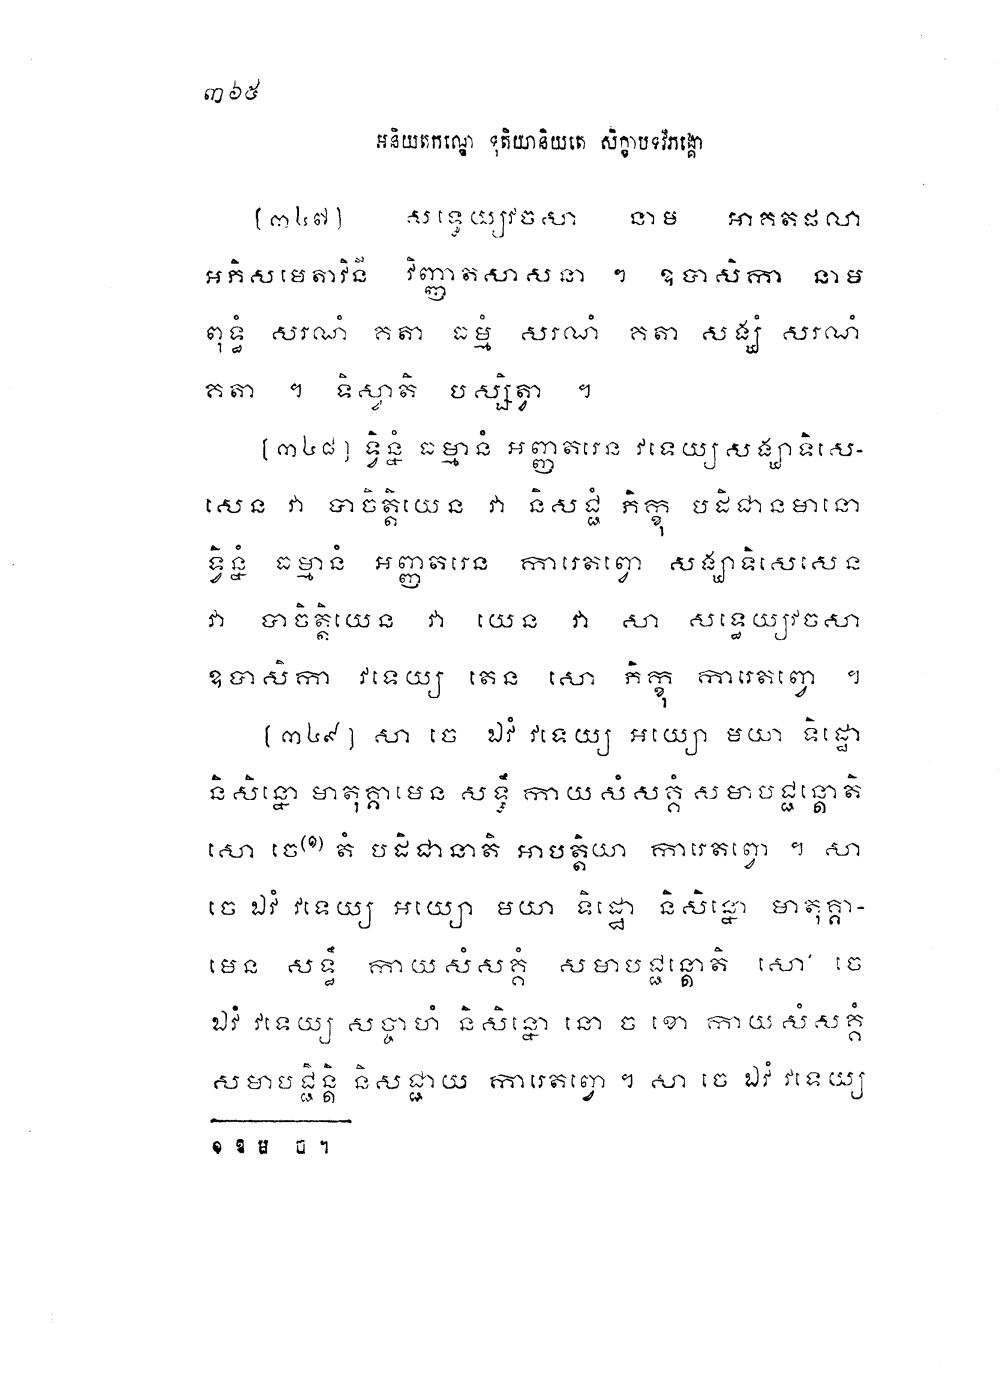 ៣៦៥
អនិយតកណ្ឌេ ទុតិយានិយតេ សិក្ខាបទវិភង្គោ
(៣៤៧) សទ្ធេយ្យវចសា នាម អាគតផលា
អភិសមេតាវិនី វិញ្ញាតសាសនា ។ ឧបាសិកា នាម
ពុទ្ធំ សរណំ គតា ធម្មំ សរណំ គតា សង្ឃំ សរណំ
គតា ។ ទិស្វាតិ បស្សិត្វា ។
(៣៤៨) ទ្វិន្នំ ធម្មានំ អញ្ញតរេន វទេយ្យ សង្ឃាទិសេ-
សេន វា បាចិត្តិយេន វា និសជ្ជំ ភិក្ខុ បដិជានមានោ
ទ្វិន្នំ ធម្មានំ អញ្ញតរេន ការេតព្វោ សង្ឃាទិសេសេន
វា បាចិត្តិយេន វា យេន វា សា សទ្ធេយ្យវចសា
ឧបាសិកា វទេយ្យ តេន សោ ភិក្ខុ ការេតព្វោ ។
(៣៤៩) សា ចេ ឯវំ វទេយ្យ អយ្យោ មយា ទិដ្ឋោ
និសិន្នោ មាតុគ្គាមេន សទ្ធឹ កាយសំសគ្គំ សមាបជ្ជន្តោតិ
សោ ចេ(១) តំ បដិជានាតិ អាបត្តិយា ការេតព្វោ ។ សា
ចេ ឯវំ វទេយ្យ អយ្យោ មយា ទិដ្ឋោ និសិន្នោ មាតុគ្គា-
មេន សទ្ធឹ កាយសំសគ្គំ សមាបជ្ជន្តោតិ សោ ចេ
ឯវំ វទេយ្យ សច្ចាហំ និសិន្នោ នោ ច ខោ កាយសំសគ្គំ
សមាបជ្ជិន្តិ និសជ្ជាយ ការេតព្វោ ។ សា ចេ ឯវំ វទេយ្យ
១ ឱ ម ។